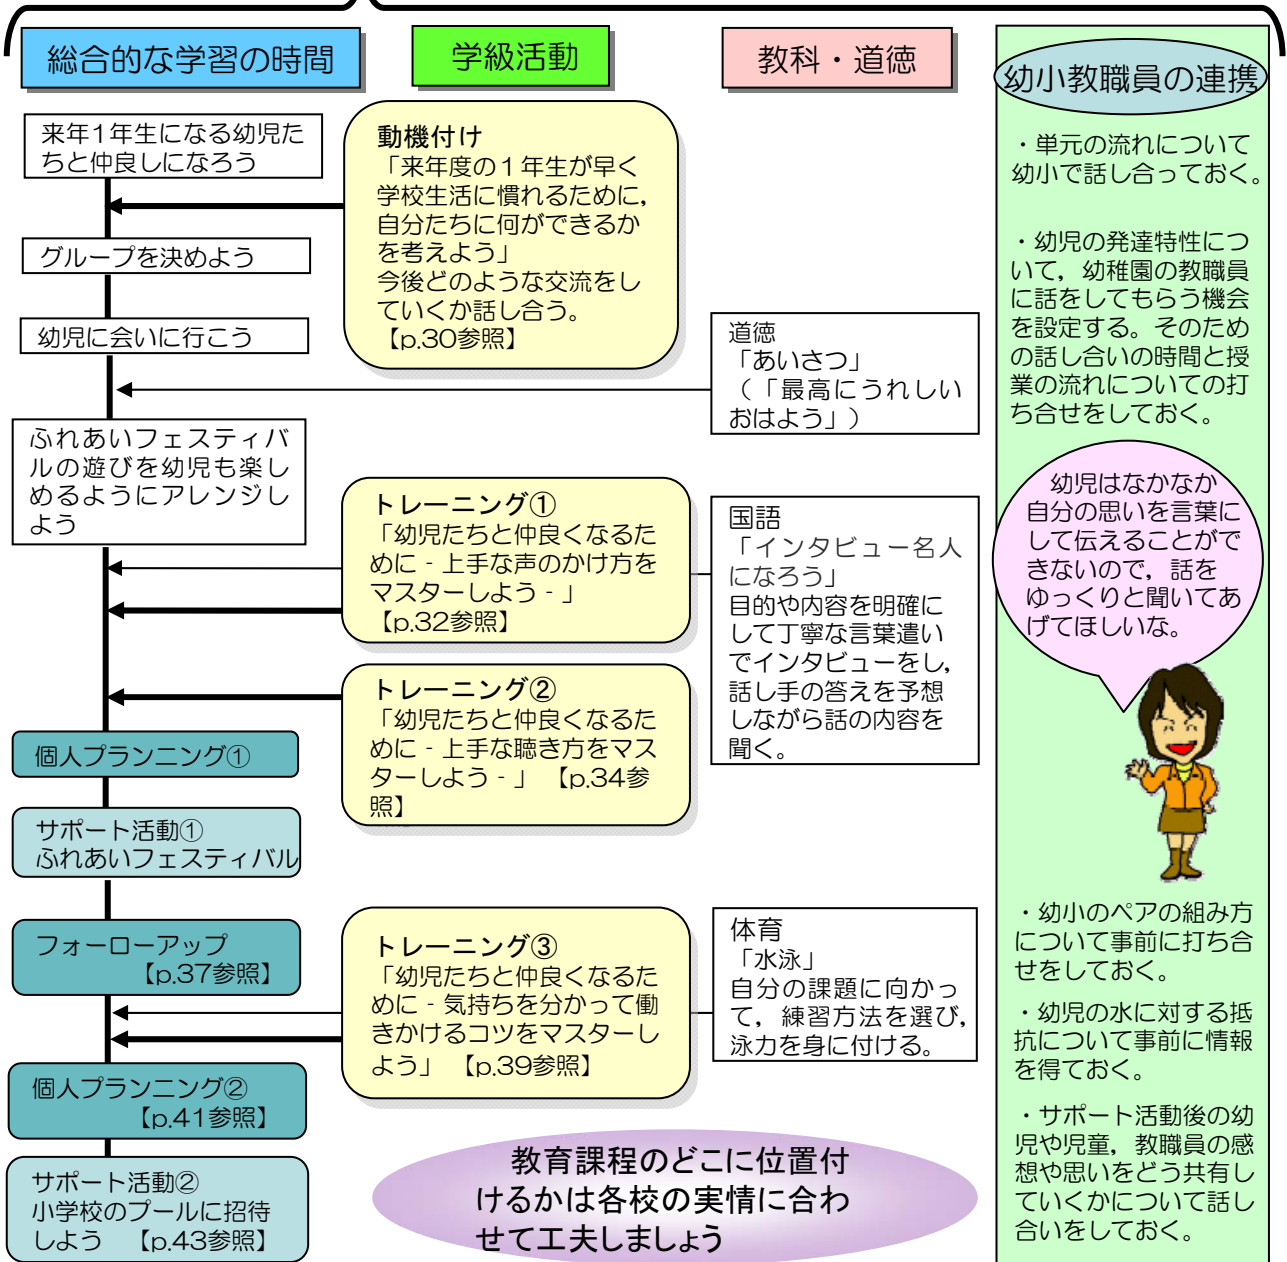 総合的な学習の時間
学級活動
教科・道徳
幼小教職員の連携
来年1年生になる幼児た
ちと仲良しになろう
グループを決めよう
幼児に会いに行こう
ふれあいフェスティバ
ルの遊びを幼児も楽し
めるようにアレンジし
よう
個人プランニング①
サポート活動①
ふれあいフェスティバル
フォーローアップ
【p.37参照】
個人プランニング②
【p.41参照】
サポート活動②
小学校のプールに招待
しよう　【p.43参照】
動機付け
「来年度の1年生が早く
学校生活に慣れるために，
自分たちに何ができるか
を考えよう」
今後どのような交流をし
ていくか話し合う。
【p.30参照】
トレーニング①
「幼児たちと仲良くなるた
めに‐上手な声のかけ方を
マスターしよう‐」
【p.32参照】
トレーニング②
「幼児たちと仲良くなるた
めに‐上手な聴き方をマス
ターしよう‐」　【p.34参
照】
トレーニング③
「幼児たちと仲良くなるた
めに‐気持ちを分かって働
きかけるコツをマスターし
よう」　【p.39参照】
道徳
「あいさつ」
（「最高にうれしい
おはよう」）
国語
「インタビュー名人
になろう」
目的や内容を明確に
して丁寧な言葉遣い
でインタビューをし，
話し手の答えを予想
しながら話の内容を
聞く。
体育
「水泳」
自分の課題に向かっ
て，練習方法を選び，
泳力を身に付ける。
教育課程のどこに位置付
けるかは各校の実情に合わ
せて工夫しましょう
・単元の流れについて
幼小で話し合っておく。
・幼児の発達特性につ
いて，幼稚園の教職員
に話をしてもらう機会
を設定する。そのため
の話し合いの時間と授
業の流れについての打
ち合せをしておく。
幼児はなかなか
自分の思いを言葉に
して伝えることがで
きないので，話を
ゆっくりと聞いてあ
げてほしいな。
・幼小のペアの組み方
について事前に打ち合
せをしておく。
・幼児の水に対する抵
抗について事前に情報
を得ておく。
・サポート活動後の幼
児や児童，教職員の感
想や思いをどう共有し
ていくかについて話し
合いをしておく。